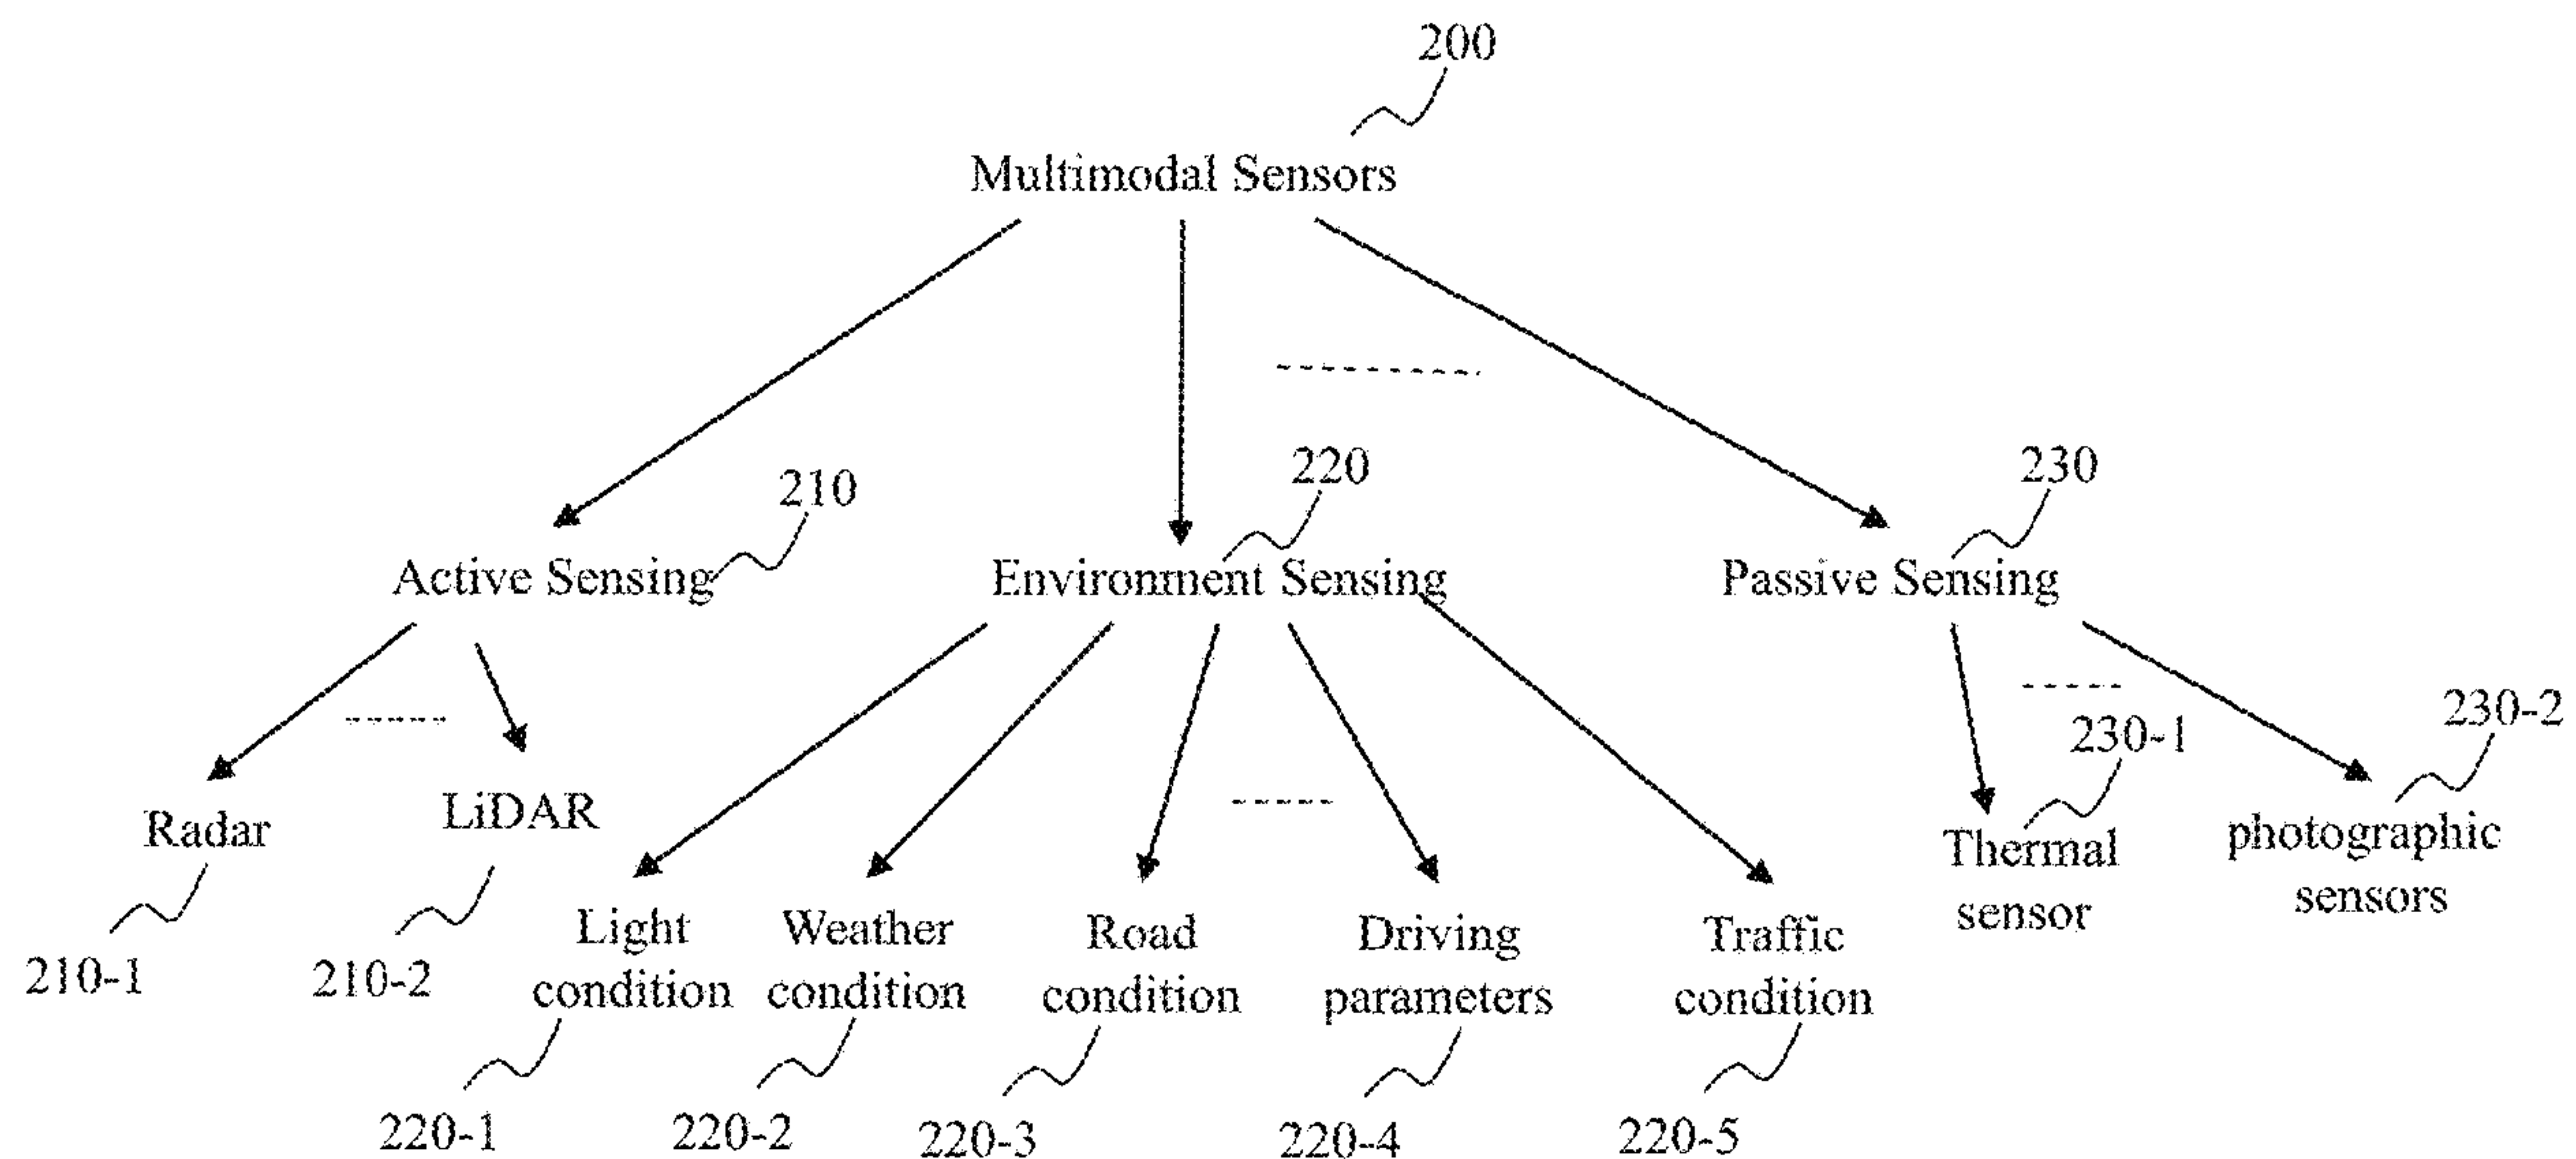 200
Multimodal Sensors
210
220
230
Active Sensing
Environment Sensing
Passive Sensing
230-1
230-2
Radar
LiDAR
Thermal
sensor
photographic
sensors
210-1
210-2
Light
condition
Weather
condition
Road
condition
Driving
parameters
Traffic
condition
220-1
220-2
220-3
220-4
220-5